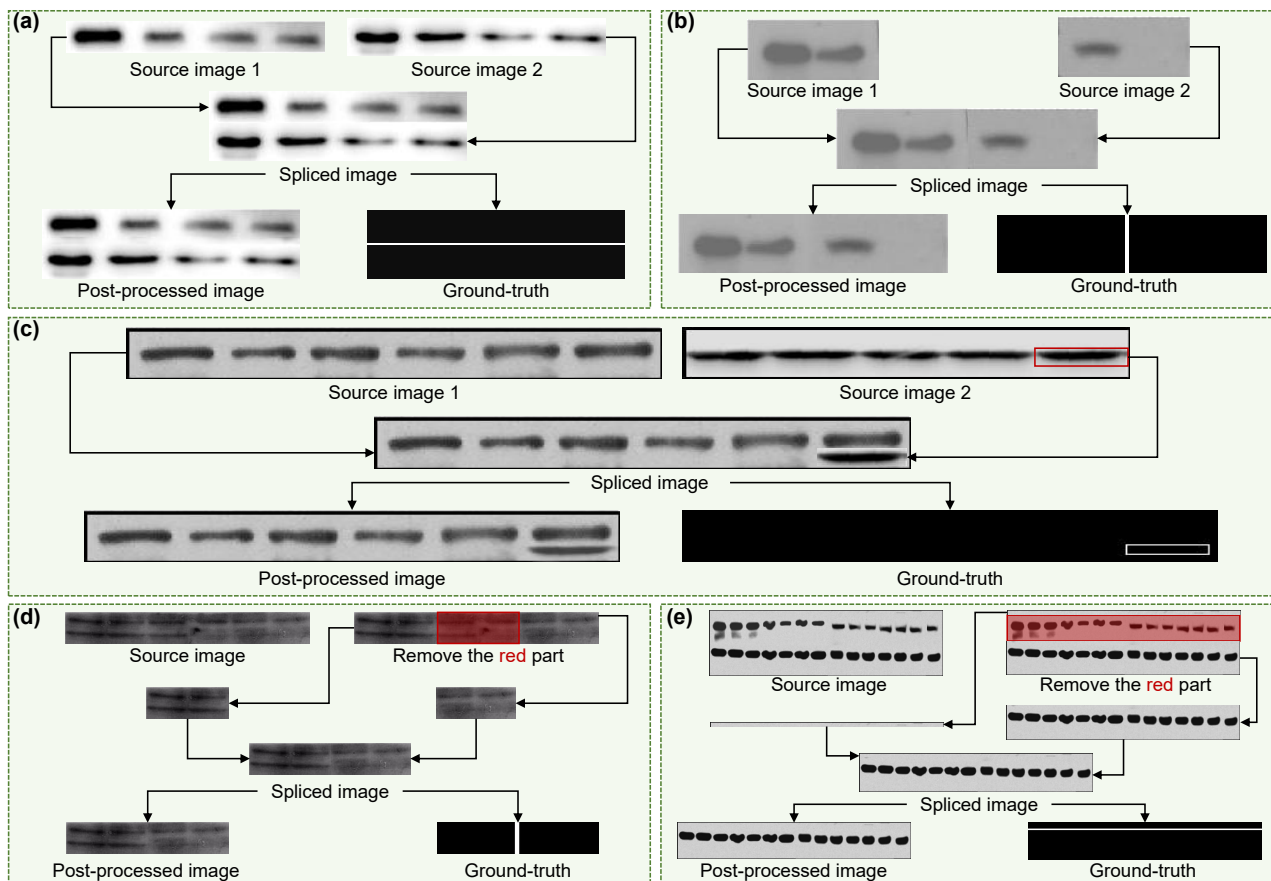 (a)
Source image 1
Source image 2
Spliced image
Post-processed image
Ground-truth
(b)
Source image 1
Source image 2
Spliced image
Post-processed image
Ground-truth
(c)
Source image 1
Source image 2
Spliced image
Post-processed image
Ground-truth
(d)
Source image
Remove the red part
Spliced image
Post-processed image
Ground-truth
(e)
Source image
Remove the red part
Spliced image
Post-processed image
Ground-truth